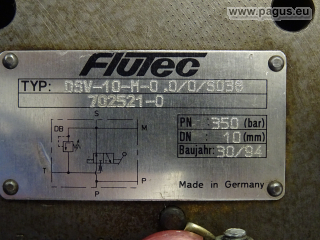 www.pagus.eu
FLUTEC
TYP: DSV-10-M-0.0/0/S036
702521-0
S
DB
M
T
P
P
PN 350 (bar)
DN 10 (mm)
Baujahr: 30/94
Made in Germany